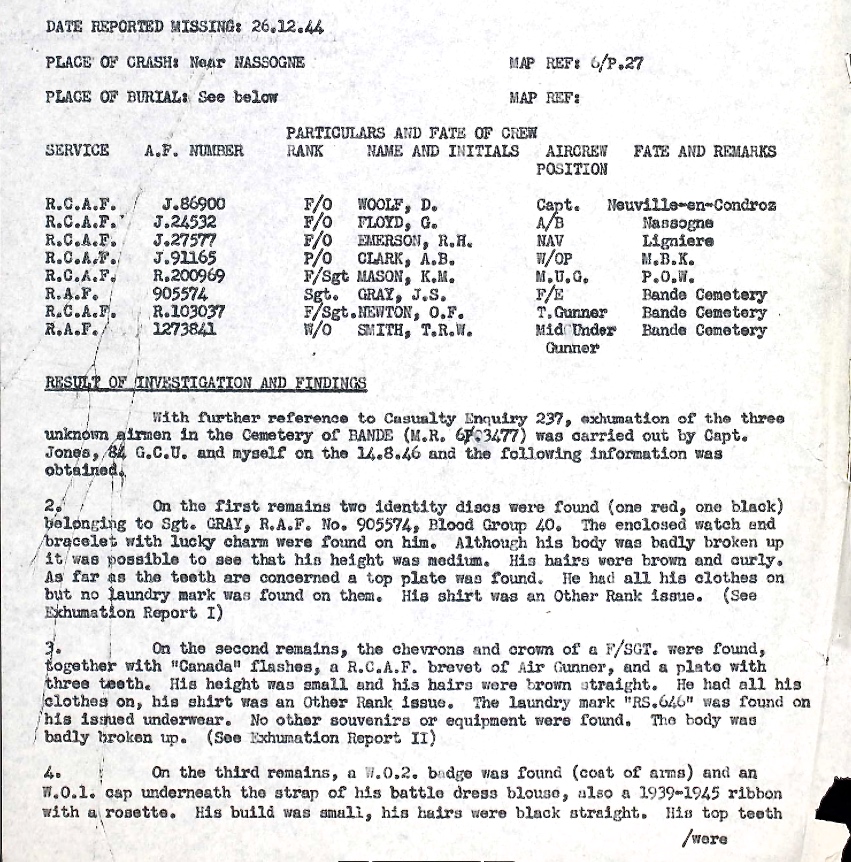 DATE REPORTED MISSING: 26.12.44
PLACE OF CRASH: Near NASSOGNE MAP REF: 6/P.27
PLACE OF BURIAL: See below MAP REF:
PARTICULARS AND FATE OF CREW
SERVICE A.F. NUMBER RANK NAME AND INITIALS AIRCREW FATE AND REMARKS
POSITION
R.C.A.F. J.86900 F/O WOOLF, D. Capt. Neuville-en-Condroz
R.C.A.F. J.24532 F/O FLOYD, G. A/B Nassogne
R.C.A.F. J.27577 F/O EMERSON, R.H. NAV Ligniere
R.C.A.F. J.91165 P/O CLARK, A.B. W/OP M.B.K.
R.C.A.F. R.200969 F/Sgt MASON, K.M. M.U.G. P.O.W.
R.A.F. 905574 Sgt. GRAY, J.S. F/E Bande Cemetery
R.C.A.F. R.103037 F/Sgt. NEWTON, O.F. T.Gunner Bande Cemetery
R.A.F. 1273841 W/O SMITH, T.R.W. Mid Under Bande Cemetery
Gunner
RESULT OF INVESTIGATION AND FINDINGS
With further reference to Casualty Enquiry 237, exhumation of the three
unknown airmen in the Cemetery of BANDE (M.R. was carried out by Capt.
Jones, 84 G.C.U. and myself on the 14.8.46 and the following information was
obtained.
2. On the first remains two identity discs were found (one red, one black)
belonging to Sgt. GRAY, R.A.F. No. 905574, Blood Group 40. The enclosed watch and
bracelet with lucky charm were found on him. Although his body was badly broken up
it was possible to see that his height was medium. His hairs were brown and curly.
As far as the teeth are concerned a top plate was found. He had all his clothes on
but no laundry mark was found on them. His shirt was an Other Rank issue. (See
Exhumation Report I)
3. On the second remains, the chevrons and crown of a F/SGT. were found,
together with "Canada" flashes, a R.C.A.F. brevet of Air Gunner, and a plate with
three teeth. His height was small and his hairs were brown straight. He had all his
clothes on, his shirt was an Other Rank issue. The laundry mark "RS.646" was found on
his issued underwear. No other souvenirs or equipment were found. The body was
badly broken up. (See Exhumation Report II)
4. On the third remains, a W.O.2. badge was found (coat of arms) and an
W.O.1. cap underneath the strap of his battle dress blouse, also a 1939-1945 ribbon
with a rosette. His build was small, his hairs were black straight. His top teeth
/were